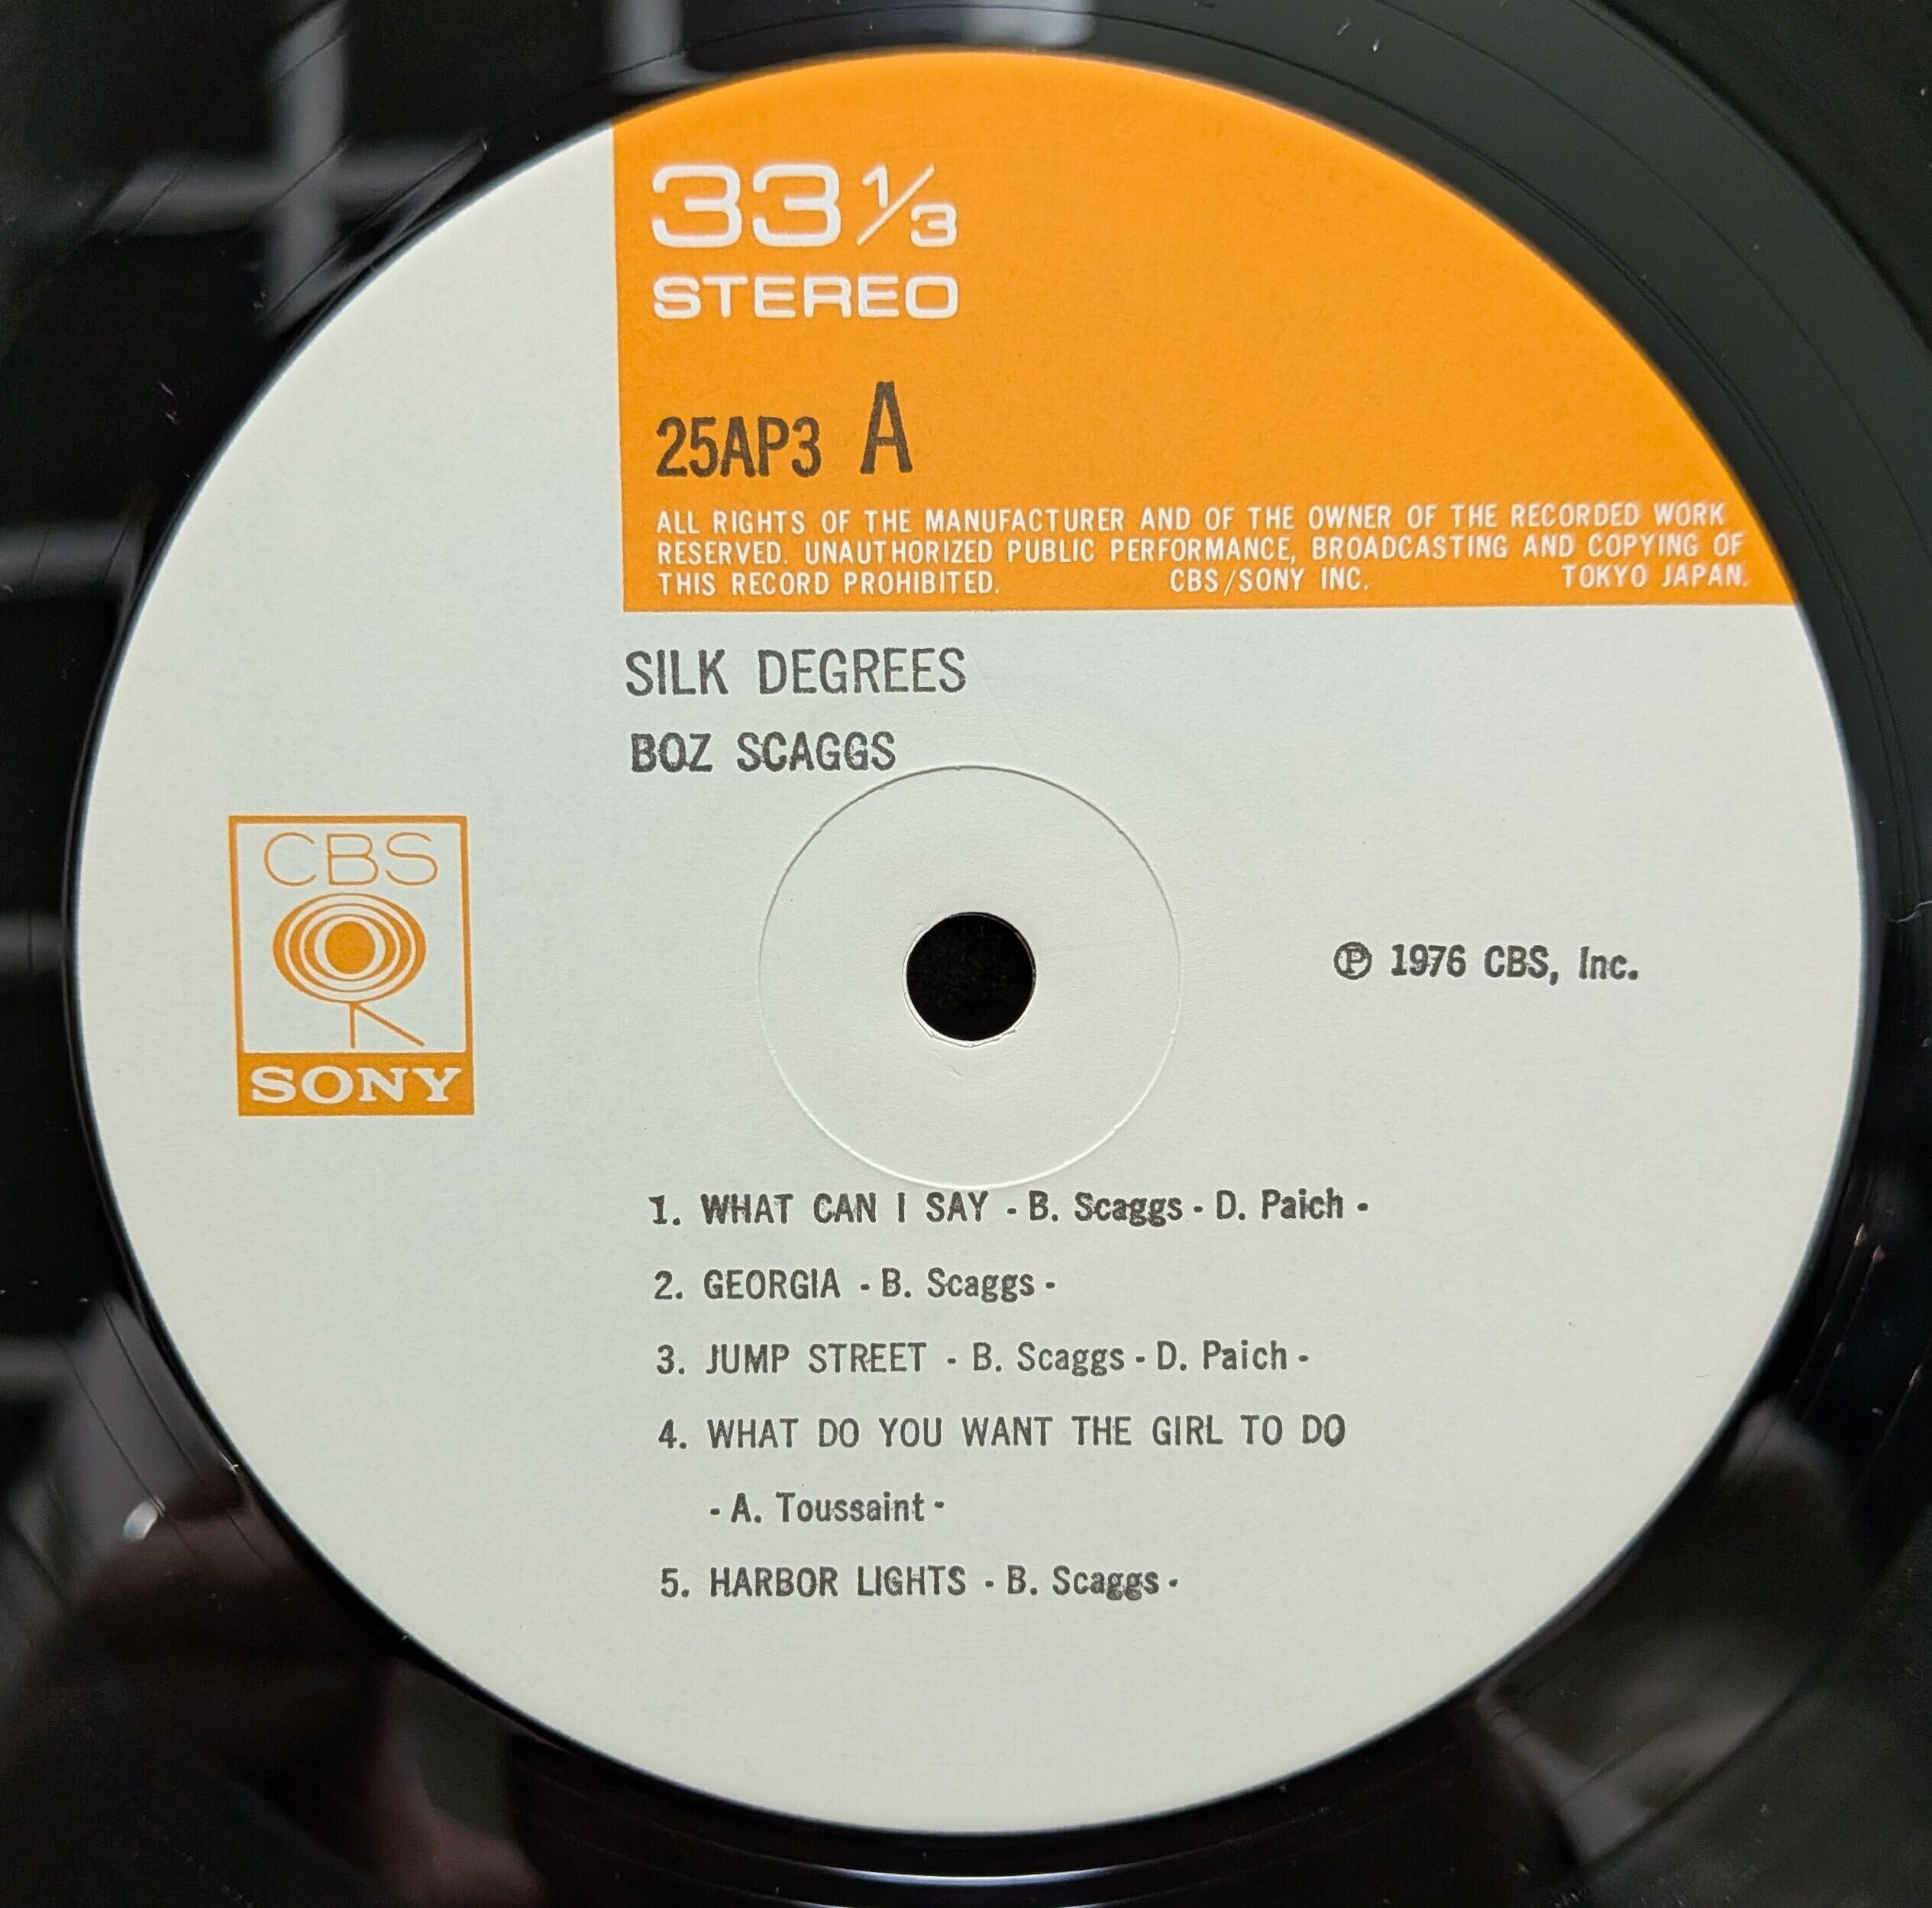 33 1/3
STEREO
25AP3 A
ALL RIGHTS OF THE MANUFACTURER AND OF THE OWNER OF THE RECORDED WORK
RESERVED. UNAUTHORIZED PUBLIC PERFORMANCE, BROADCASTING AND COPYING OF
THIS RECORD PROHIBITED. CBS/SONY INC. TOKYO JAPAN.
SILK DEGREES
BOZ SCAGGS
CBS
SONY
℗ 1976 CBS, Inc.
1. WHAT CAN I SAY - B. Scaggs - D. Paich -
2. GEORGIA - B. Scaggs -
3. JUMP STREET - B. Scaggs - D. Paich -
4. WHAT DO YOU WANT THE GIRL TO DO
- A. Toussaint -
5. HARBOR LIGHTS - B. Scaggs -